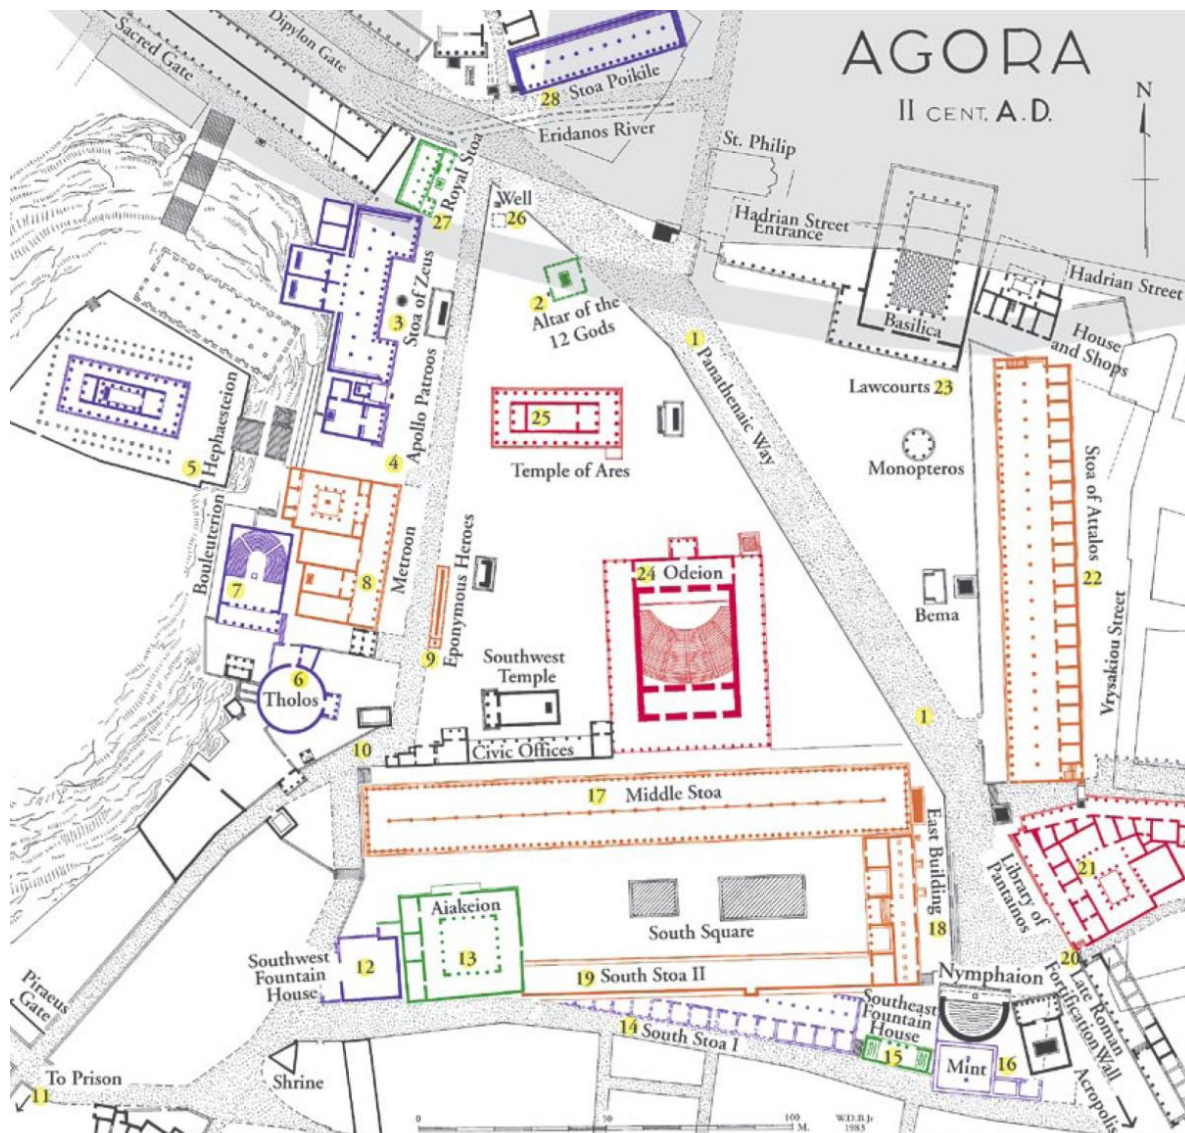 AGORA
II CENT. A.D.
N
Sacred Gate
Dipylon Gate
28
Stoa Poikile
Eridanos River
St. Philip
Royal Stoa
27
Well
26
Hadrian Street
Entrance
Hadrian Street
2
Altar of the
12 Gods
3
Stoa of Zeus
1
Panathenaic Way
Basilica
House
and Shops
Lawcourts 23
5
Hephaesteion
4
Apollo Patroos
25
Temple of Ares
Monopteros
Stoa of Attalos
22
Bouleuterion
7
8
Metroon
Eponymous Heroes
9
24 Odeion
Bema
Vrysakiou Street
6
Tholos
Southwest
Temple
1
10
Civic Offices
17
Middle Stoa
East Building
18
Library of
Pantainos
21
Aiakeion
13
South Square
Southwest
Fountain
House
12
19 South Stoa II
20
Nymphaion
Late Roman
Fortification Wall
Piraeus
Gate
14
South Stoa I
Southeast
Fountain
House
15
Mint
16
Acropolis
To Prison
11
Shrine
0
50
100
M.
W.D.B.Jr
1983